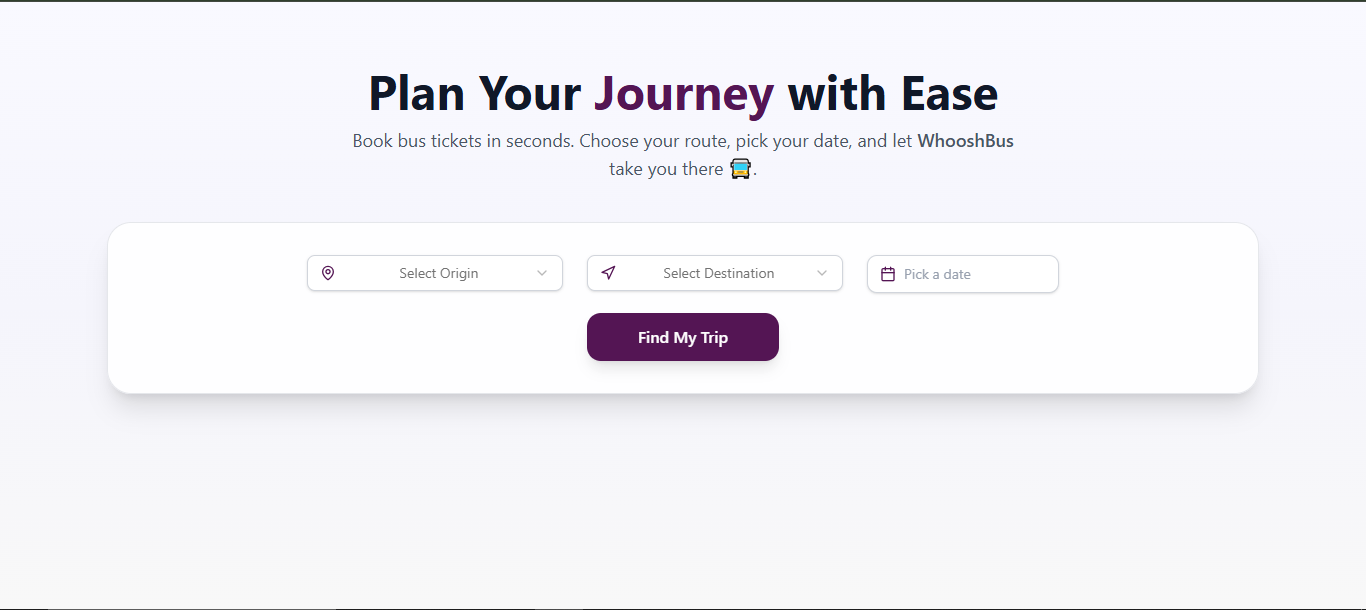 Plan Your Journey with Ease
Book bus tickets in seconds. Choose your route, pick your date, and let WhooshBus
take you there 🚍.
Select Origin
Select Destination
Pick a date
Find My Trip